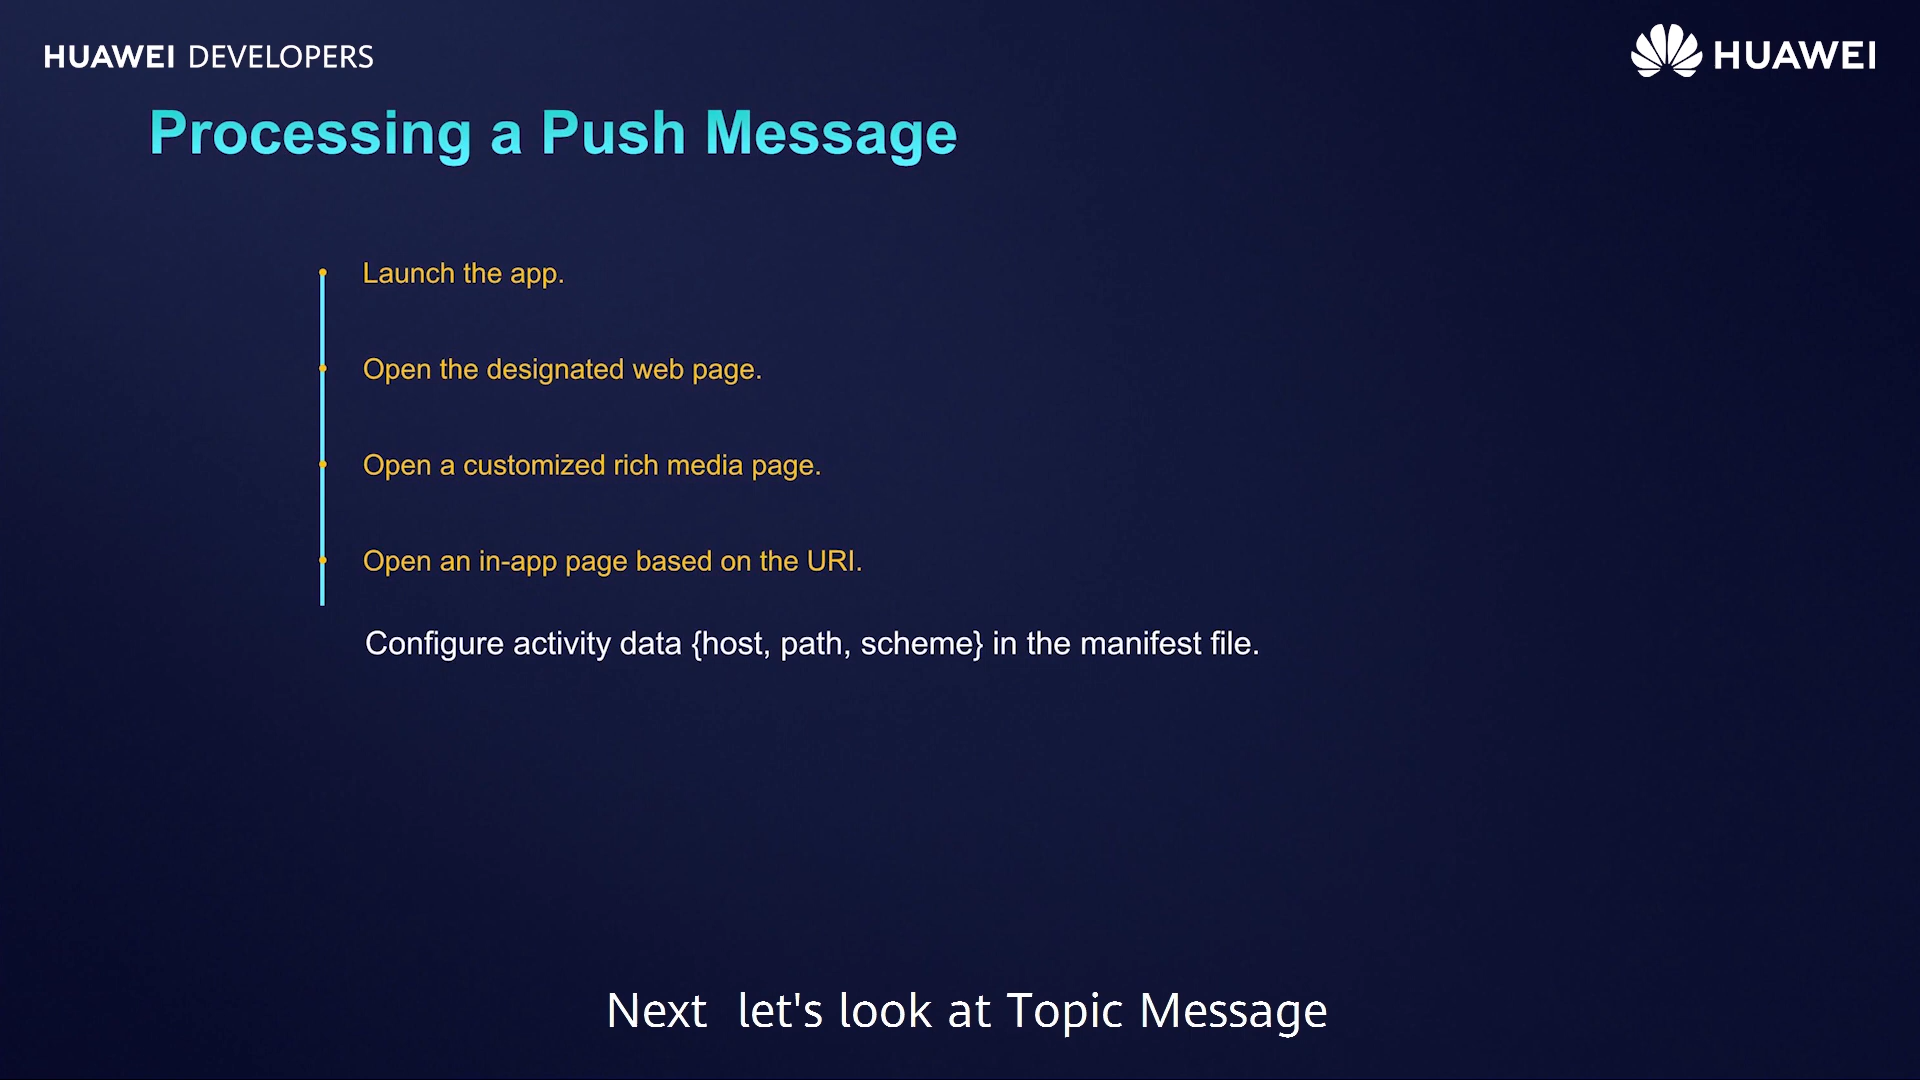 HUAWEI DEVELOPERS
HUAWEI
Processing a Push Message
Launch the app.
Open the designated web page.
Open a customized rich media page.
Open an in-app page based on the URI.
Configure activity data {host, path, scheme} in the manifest file.
Next let's look at Topic Message